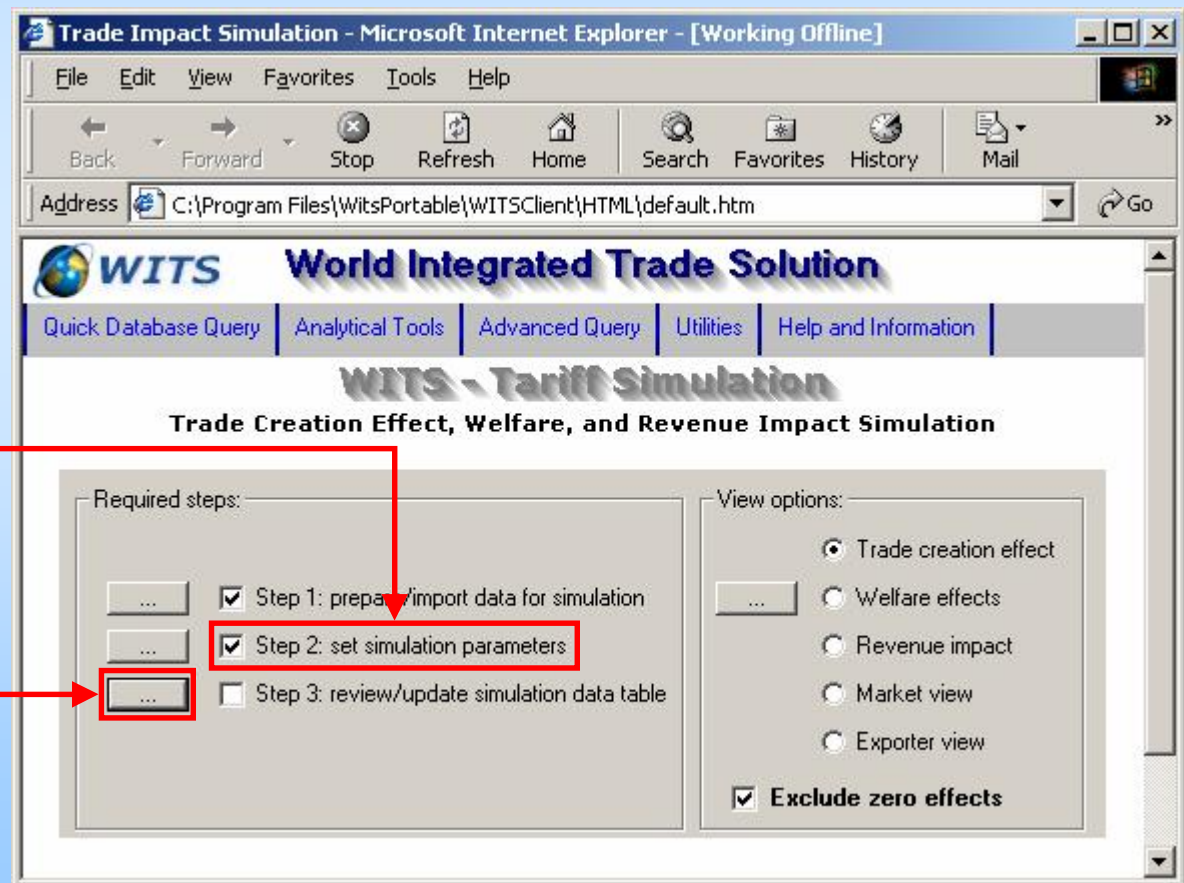 Trade Impact Simulation - Microsoft Internet Explorer - [Working Offline]
File Edit View Favorites Tools Help
Back Forward Stop Refresh Home Search Favorites History Mail »
Address C:\Program Files\WitsPortable\WITSClient\HTML\default.htm Go
WITS World Integrated Trade Solution
Quick Database Query Analytical Tools Advanced Query Utilities Help and Information
WITS - Tariff Simulation
Trade Creation Effect, Welfare, and Revenue Impact Simulation
Required steps:
... Step 1: prepare/import data for simulation
... Step 2: set simulation parameters
... Step 3: review/update simulation data table
View options:
Trade creation effect
... Welfare effects
Revenue impact
Market view
Exporter view
Exclude zero effects